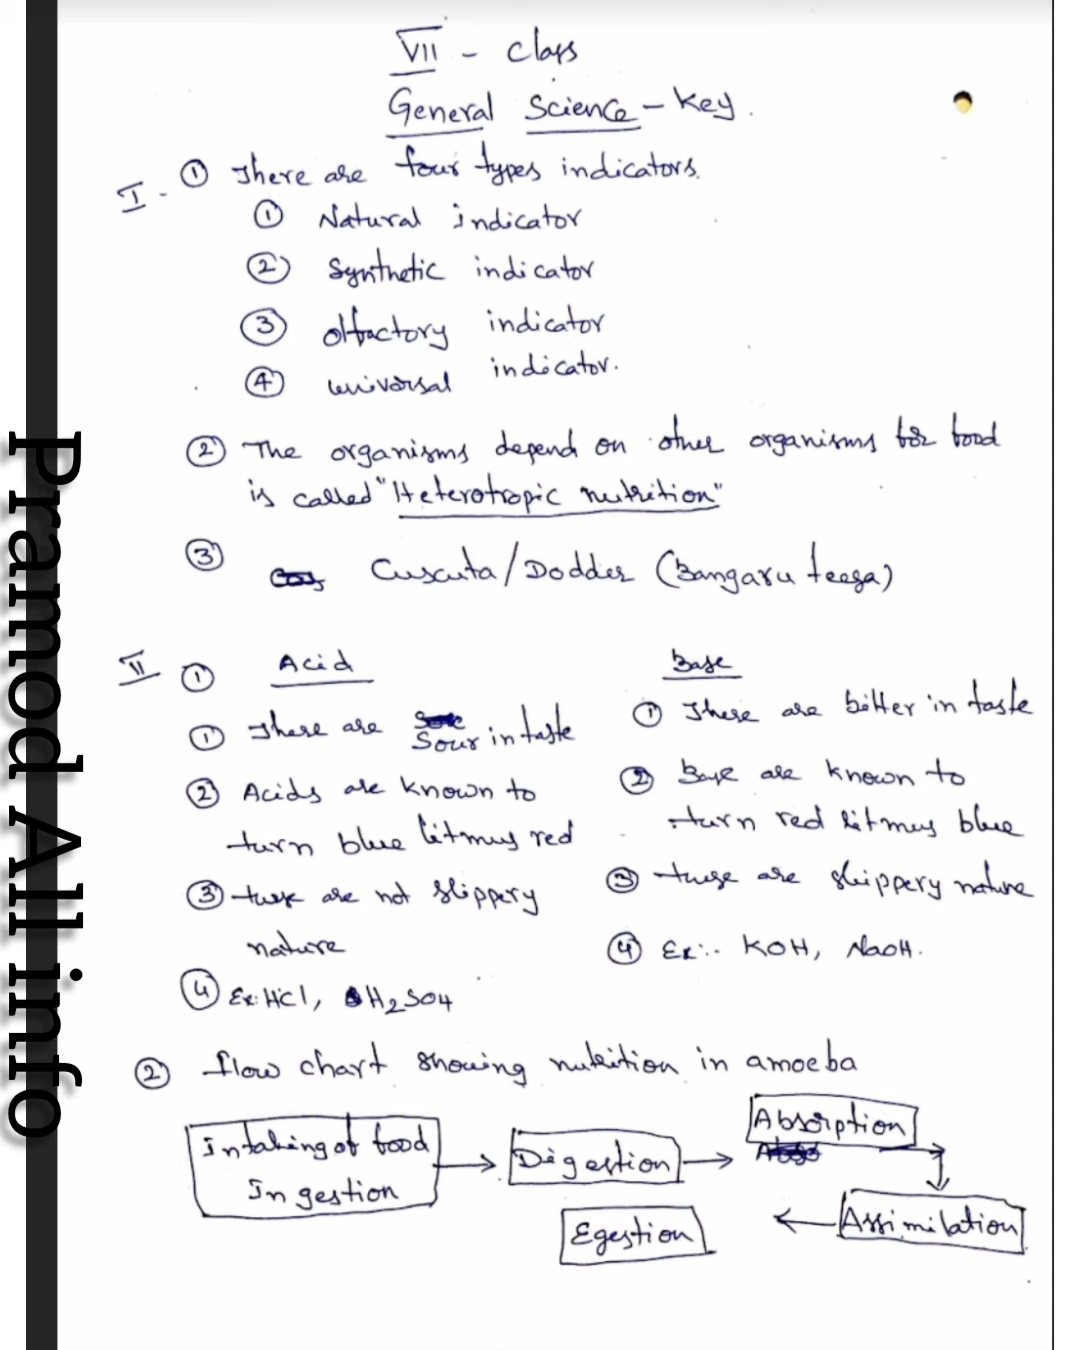 VII - class
General Science - Key.
I. ① There are four types indicators.
① Natural indicator
② Synthetic indicator
③ olfactory indicator
④ universal indicator.
② The organisms depend on other organisms for food
is called "Heterotropic nutrition"
③ Cuscuta/Dodder (Bangaru teega)
II ① Acid
① These are Sour in taste
② Acids are known to
turn blue litmus red
③ these are not slippery
nature
④ Ex: HCl, H2SO4
Base
① These are bitter in taste
② Base are known to
turn red litmus blue
③ these are slippery nature
④ Ex:- KOH, NaOH.
② flow chart showing nutrition in amoeba
Intaking of food
Ingestion
Digestion
Absorption
Assimilation
Egestion
Pramod All info